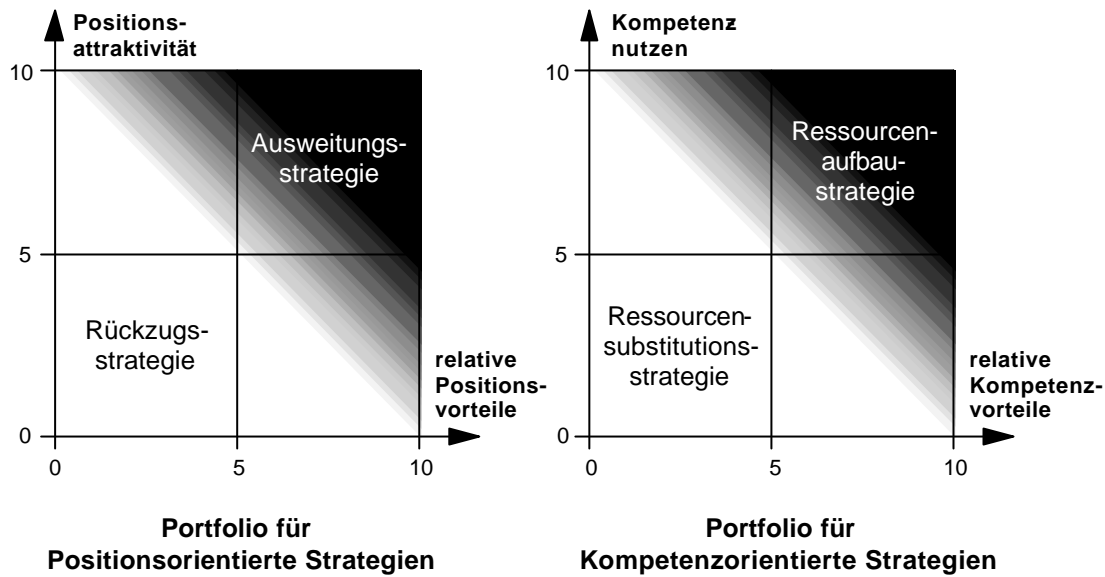 Positions-
attraktivität
10
Ausweitungs-
strategie
5
Rückzugs-
strategie
relative
Positions-
vorteile
0
0
5
10
Portfolio für
Positionsorientierte Strategien
Kompetenz
nutzen
10
Ressourcen-
aufbau-
strategie
5
Ressourcen-
substitutions-
strategie
relative
Kompetenz-
vorteile
0
0
5
10
Portfolio für
Kompetenzorientierte Strategien